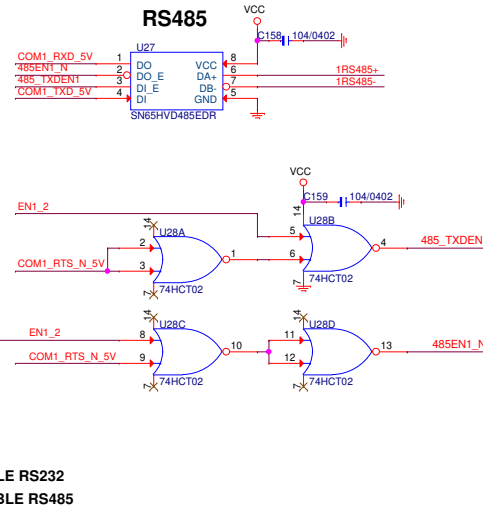 RS485
VCC
C158
104/0402
U27
COM1_RXD_5V
1
DO
VCC
8
485EN1_N
2
DO_E
DA+
6
1RS485+
485_TXDEN1
3
DI_E
DB-
7
1RS485-
COM1_TXD_5V
4
DI
GND
5
SN65HVD485EDR
VCC
C159
104/0402
EN1_2
14
U28A
14
U28B
2
5
1
4
485_TXDEN
COM1_RTS_N_5V
3
6
7
74HCT02
7
74HCT02
14
U28C
14
U28D
EN1_2
8
10
11
13
485EN1_N
COM1_RTS_N_5V
9
12
7
74HCT02
7
74HCT02
LE RS232
BLE RS485